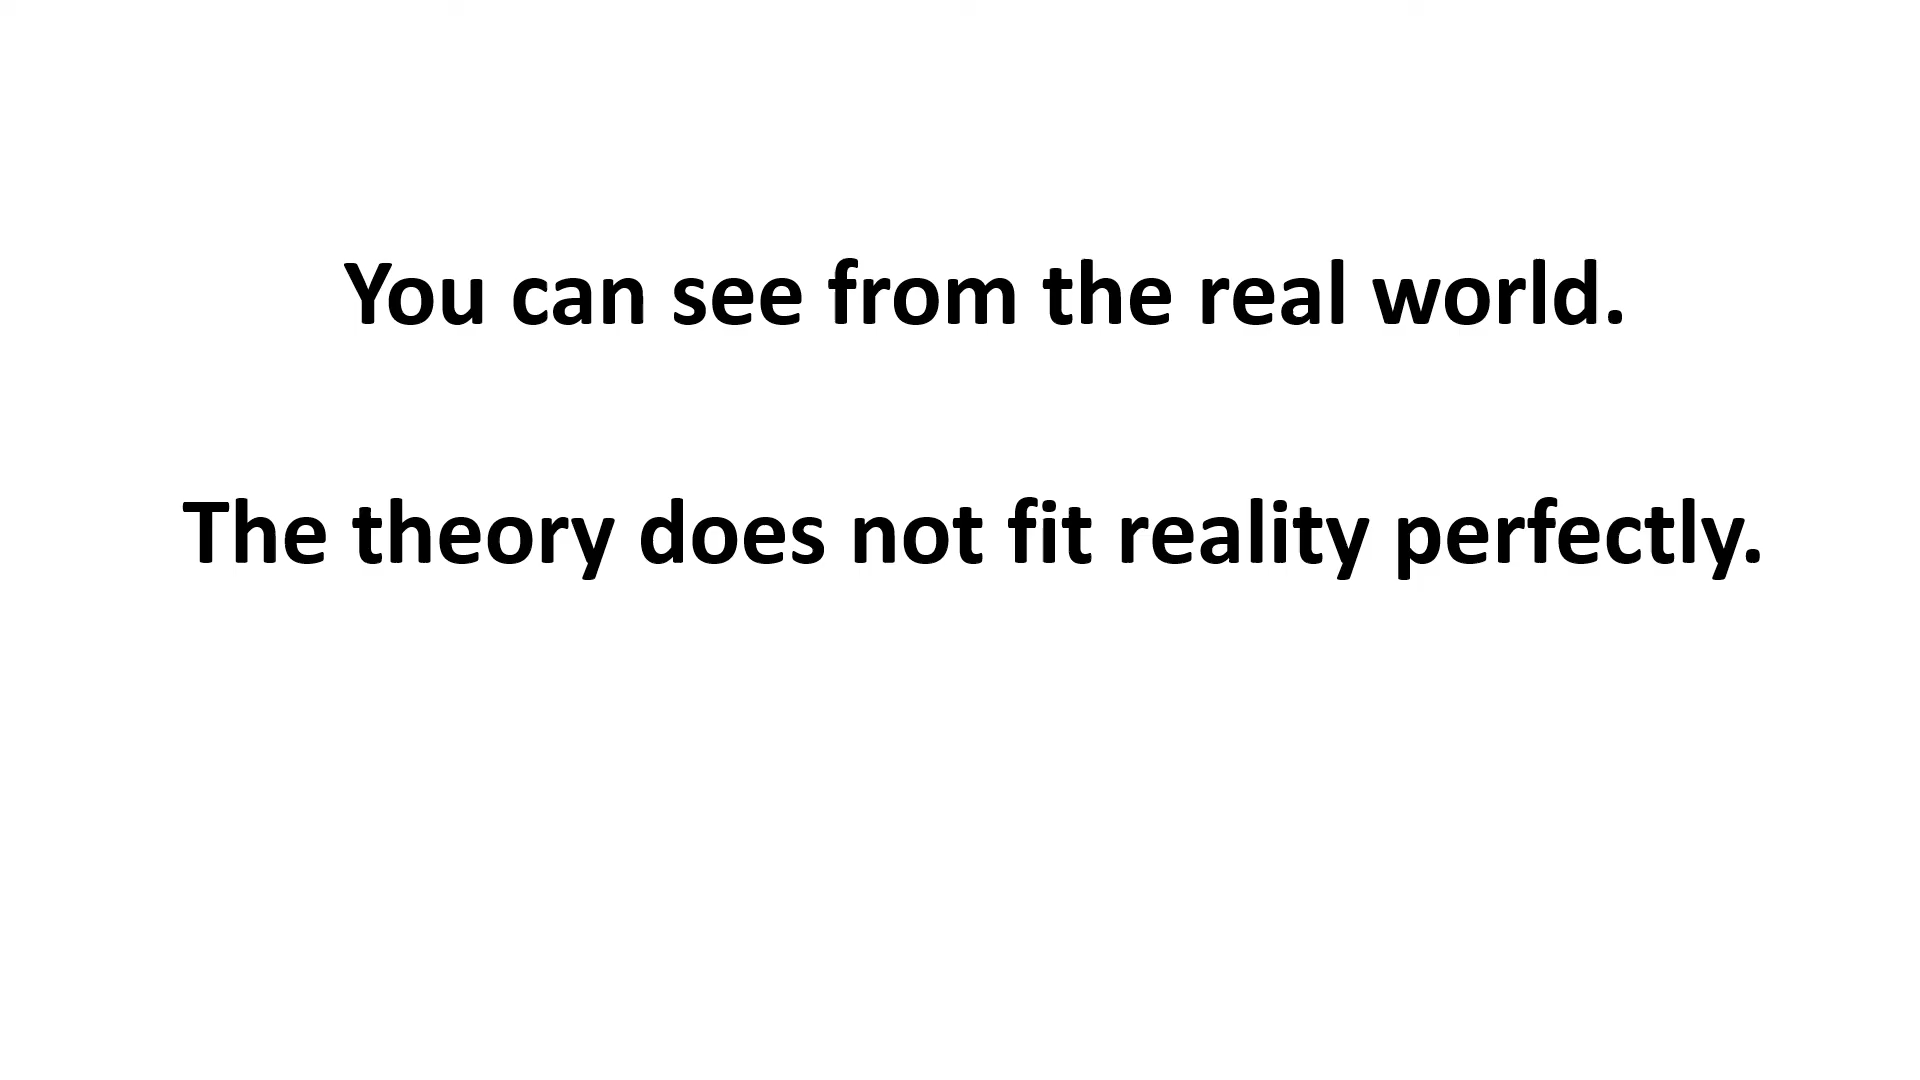 You can see from the real world.
The theory does not fit reality perfectly.